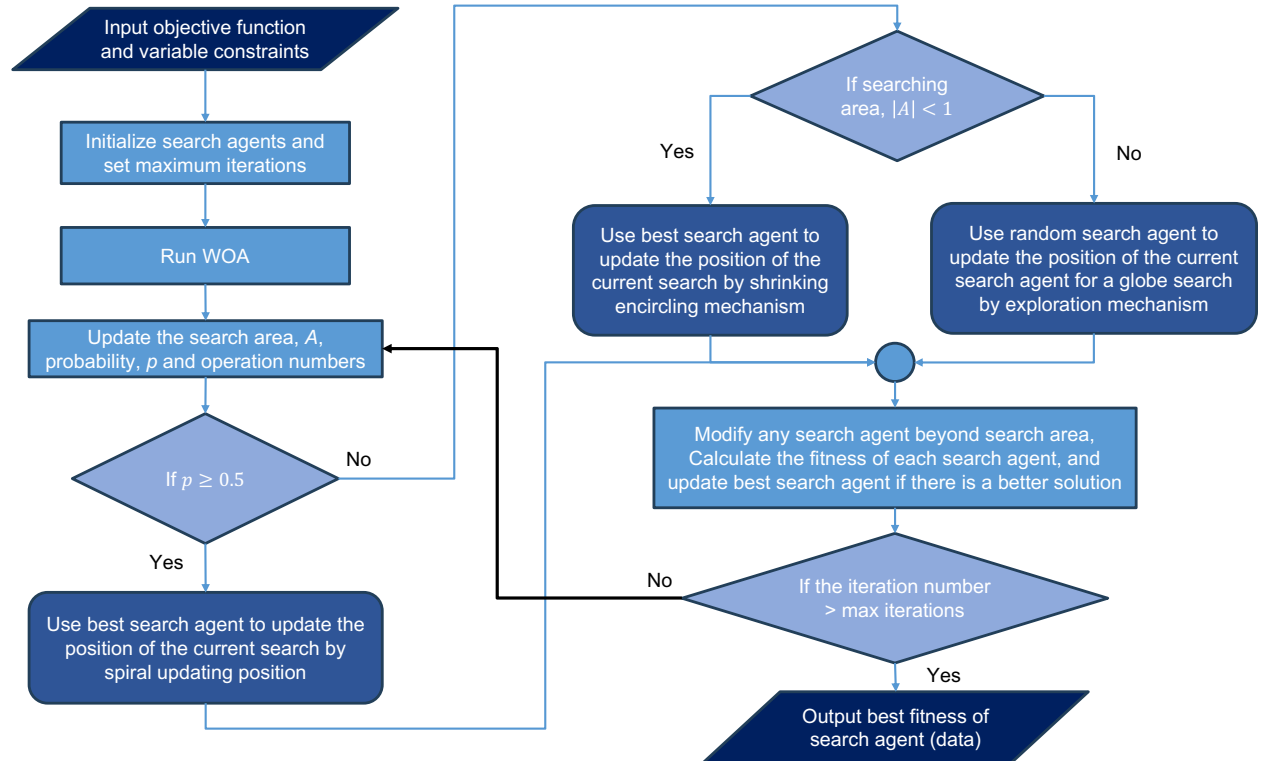 Input objective function
and variable constraints
Initialize search agents and
set maximum iterations
Run WOA
Update the search area, A,
probability, p and operation numbers
If p ≥ 0.5
No
Yes
Use best search agent to update the
position of the current search by
spiral updating position
If searching
area, |A| < 1
Yes
No
Use best search agent to
update the position of the
current search by shrinking
encircling mechanism
Use random search agent to
update the position of the current
search agent for a globe search
by exploration mechanism
Modify any search agent beyond search area,
Calculate the fitness of each search agent, and
update best search agent if there is a better solution
If the iteration number
> max iterations
No
Yes
Output best fitness of
search agent (data)